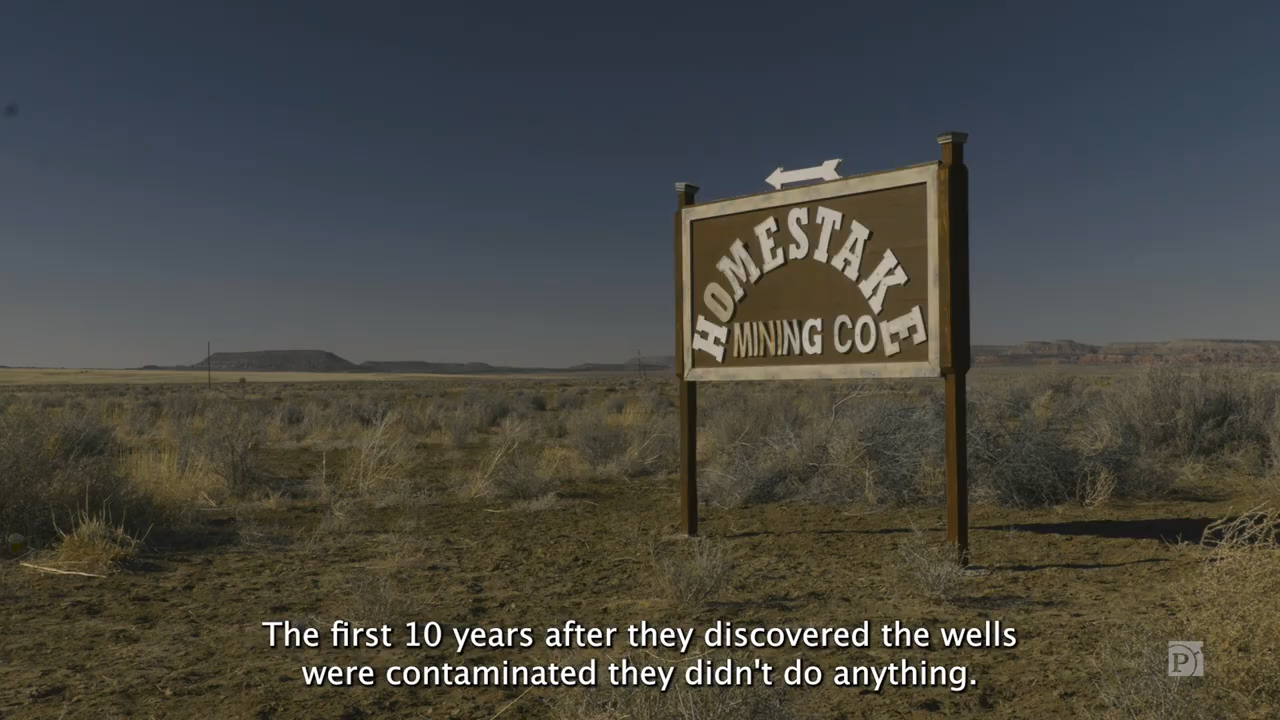 HOMESTAKE
MINING CO
The first 10 years after they discovered the wells
were contaminated they didn't do anything.
P